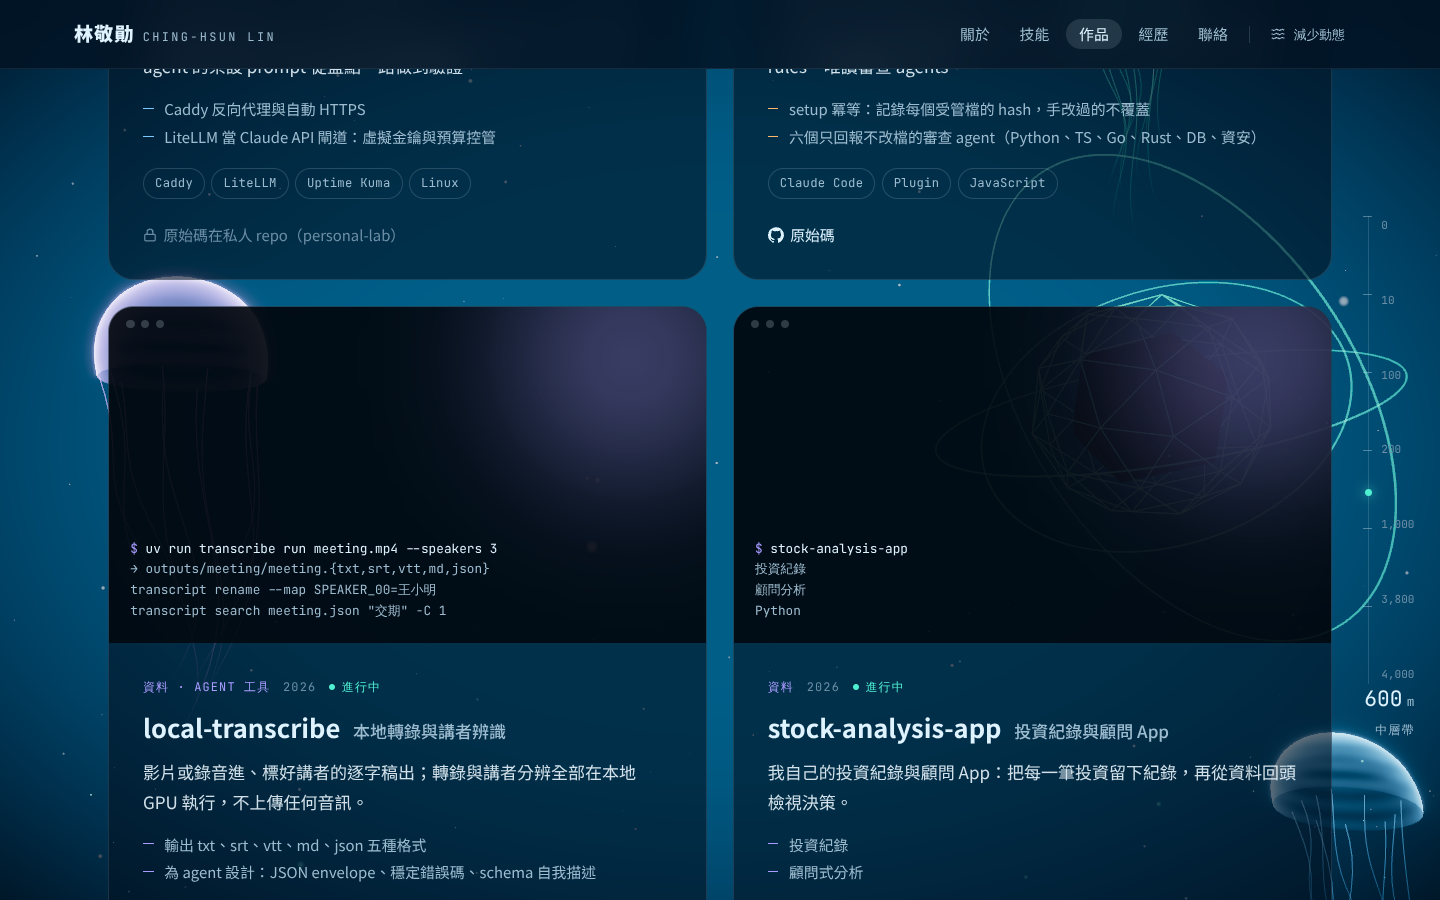 林敬勛 CHING-HSUN LIN
關於 技能 作品 經歷 聯絡 減少動態
Caddy 反向代理與自動 HTTPS
LiteLLM 當 Claude API 閘道：虛擬金鑰與預算控管
Caddy LiteLLM Uptime Kuma Linux
原始碼在私人 repo（personal-lab）
setup 冪等：記錄每個受管檔的 hash，手改過的不覆蓋
六個只回報不改檔的審查 agent（Python、TS、Go、Rust、DB、資安）
Claude Code Plugin JavaScript
原始碼
$ uv run transcribe run meeting.mp4 --speakers 3
→ outputs/meeting/meeting.{txt,srt,vtt,md,json}
transcript rename --map SPEAKER_00=王小明
transcript search meeting.json "交期" -C 1
資料 · AGENT 工具 2026 進行中
local-transcribe 本地轉錄與講者辨識
影片或錄音進、標好講者的逐字稿出；轉錄與講者分辨全部在本地
GPU 執行，不上傳任何音訊。
輸出 txt、srt、vtt、md、json 五種格式
為 agent 設計：JSON envelope、穩定錯誤碼、schema 自我描述
$ stock-analysis-app
投資紀錄
顧問分析
Python
資料 2026 進行中
stock-analysis-app 投資紀錄與顧問 App
我自己的投資紀錄與顧問 App：把每一筆投資留下紀錄，再從資料回頭
檢視決策。
投資紀錄
顧問式分析
0
10
100
200
1,000
3,800
4,000
600 m
中層帶